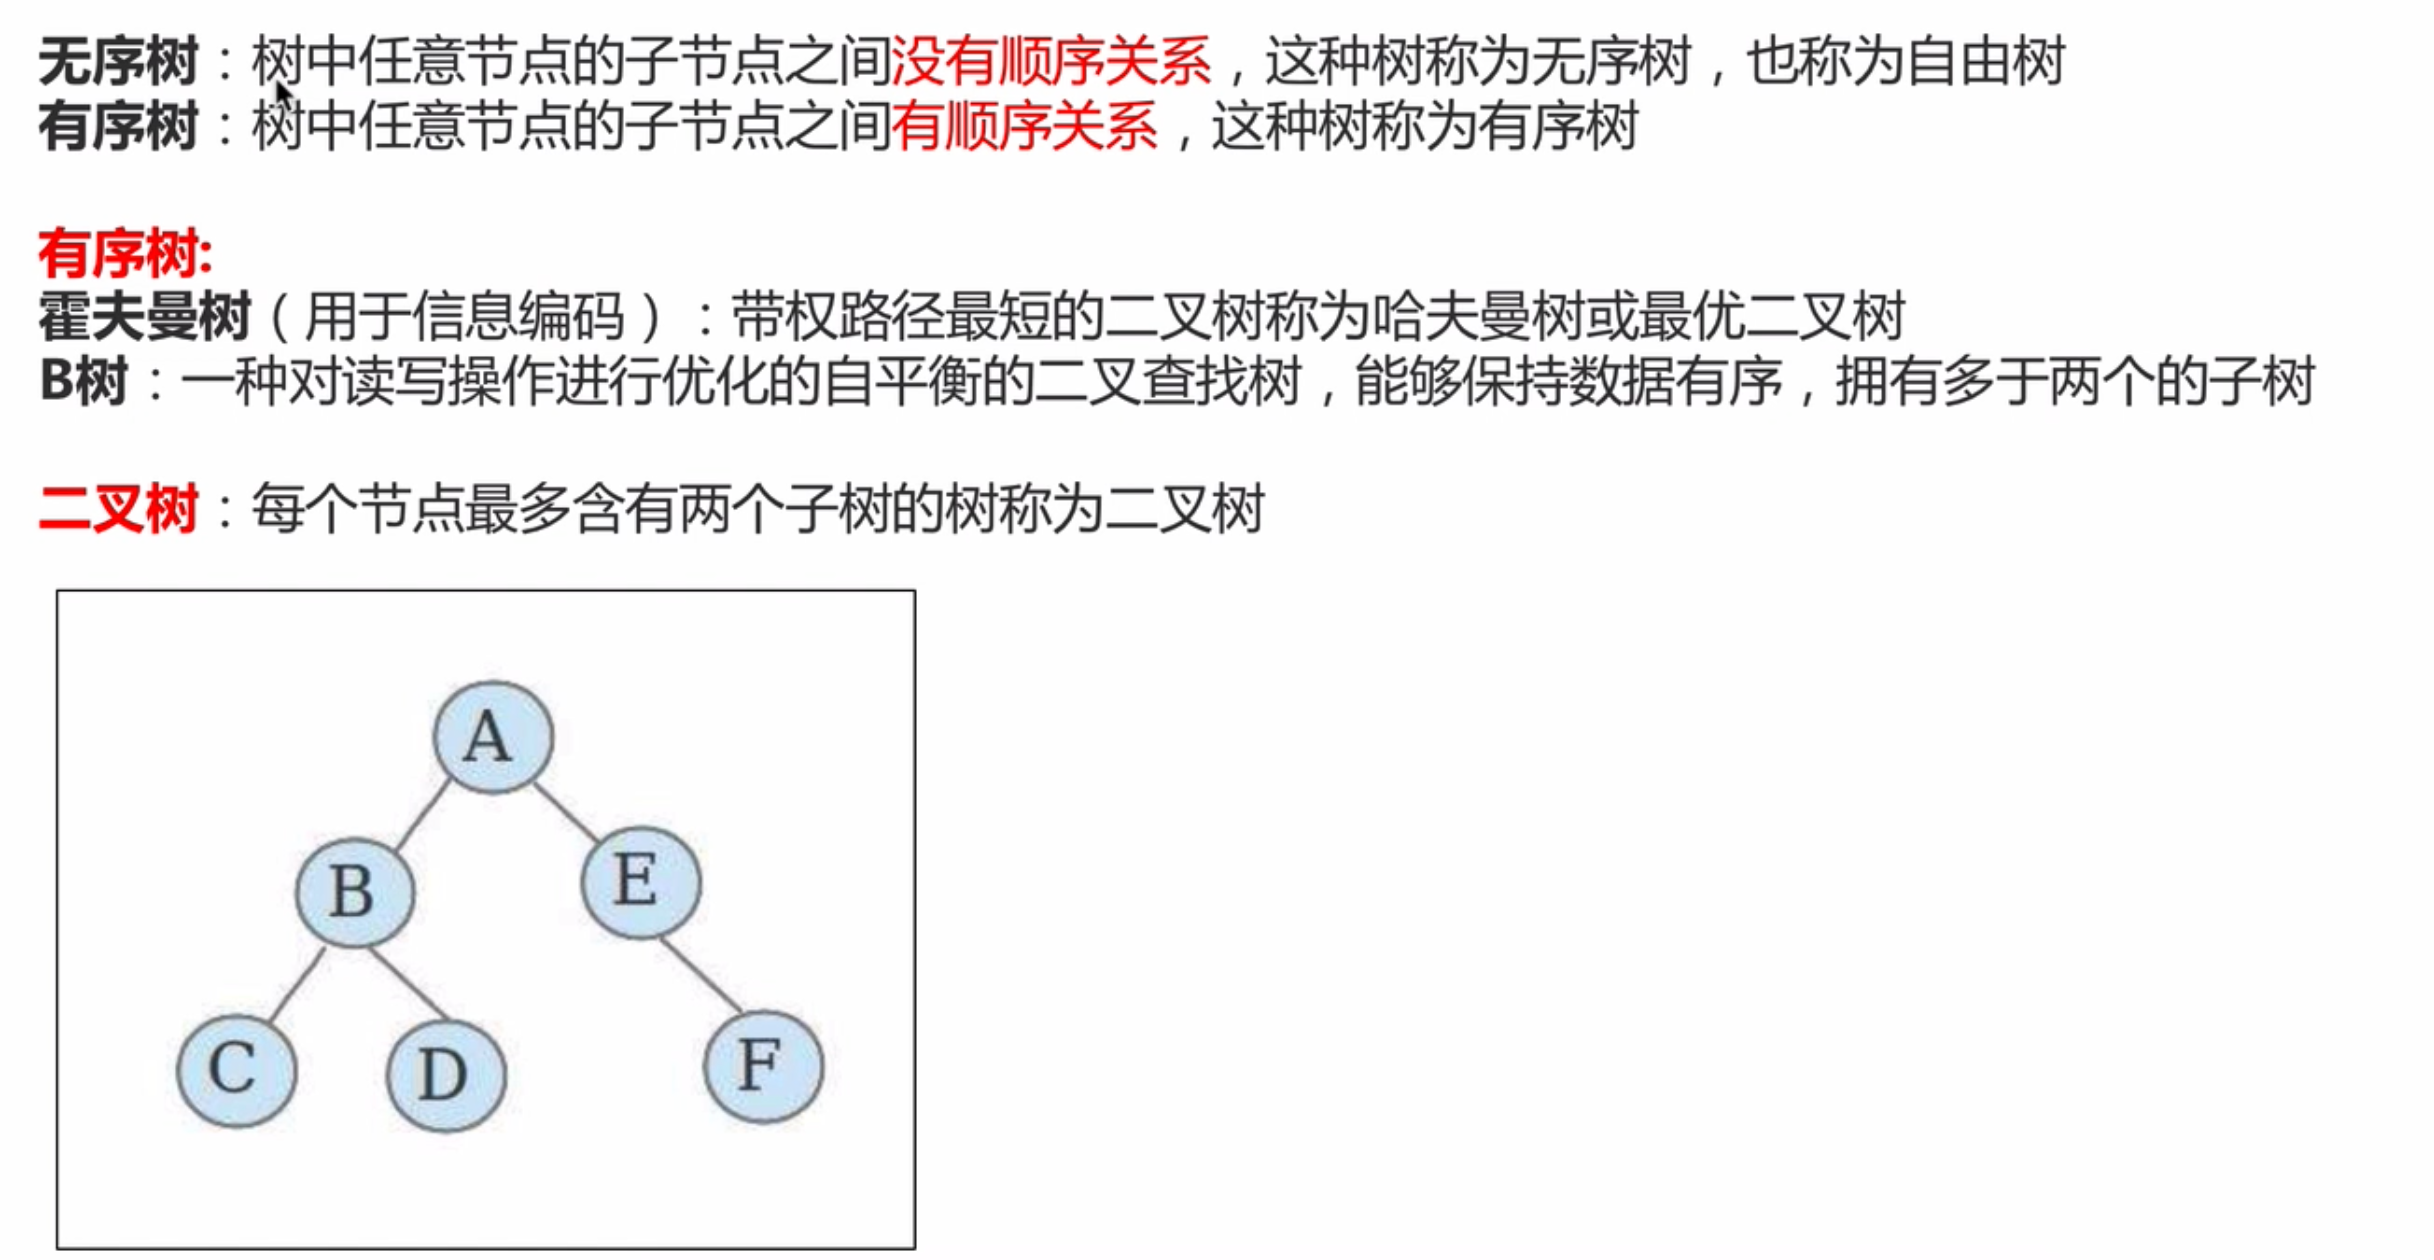 无序树：树中任意节点的子节点之间没有顺序关系，这种树称为无序树，也称为自由树
有序树：树中任意节点的子节点之间有顺序关系，这种树称为有序树
有序树:
霍夫曼树（用于信息编码）：带权路径最短的二叉树称为哈夫曼树或最优二叉树
B树：一种对读写操作进行优化的自平衡的二叉查找树，能够保持数据有序，拥有多于两个的子树
二叉树：每个节点最多含有两个子树的树称为二叉树
A
B
E
C
D
F